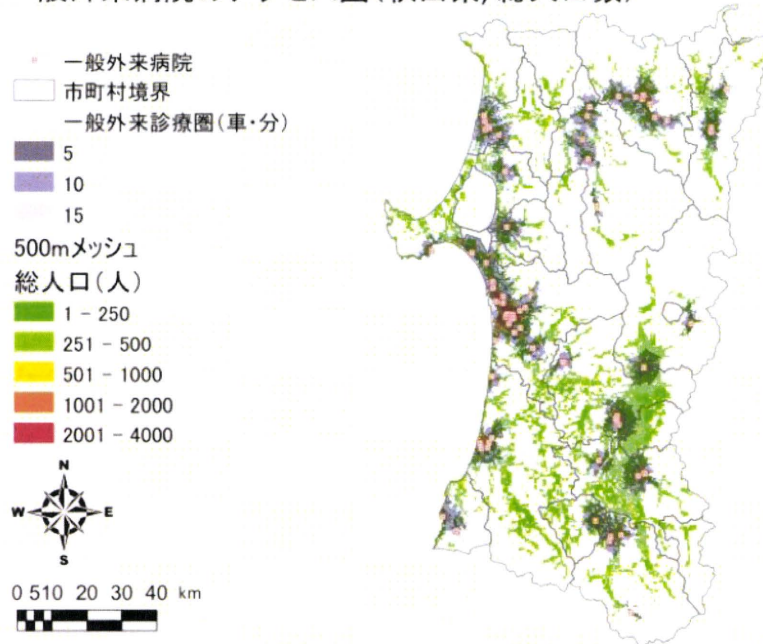 一般外来病院
市町村境界
一般外来診療圏(車・分)
5
10
15
500mメッシュ
総人口(人)
1 - 250
251 - 500
501 - 1000
1001 - 2000
2001 - 4000
N
W E
S
0 510 20 30 40 km